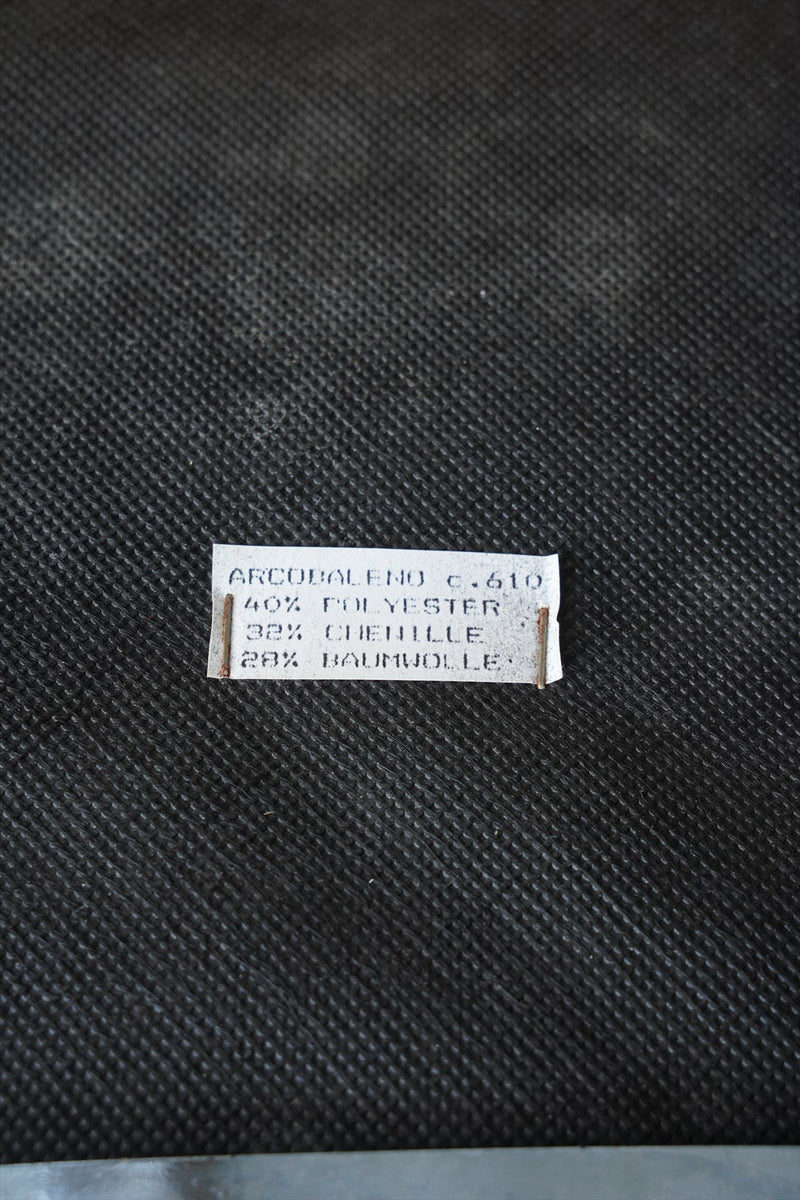 ARCOBALENO c.610
40% POLYESTER
32% CHENILLE
28% BAUMWOLLE